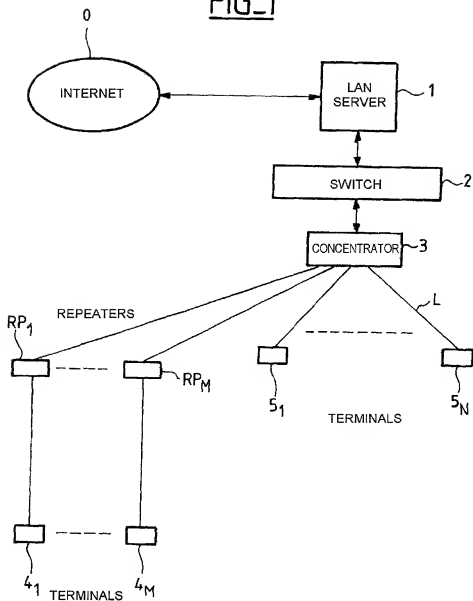 FIG_1
0
INTERNET
LAN
SERVER
1
SWITCH
2
CONCENTRATOR
3
REPEATERS
L
RP1
RPM
51
5N
TERMINALS
41
4M
TERMINALS